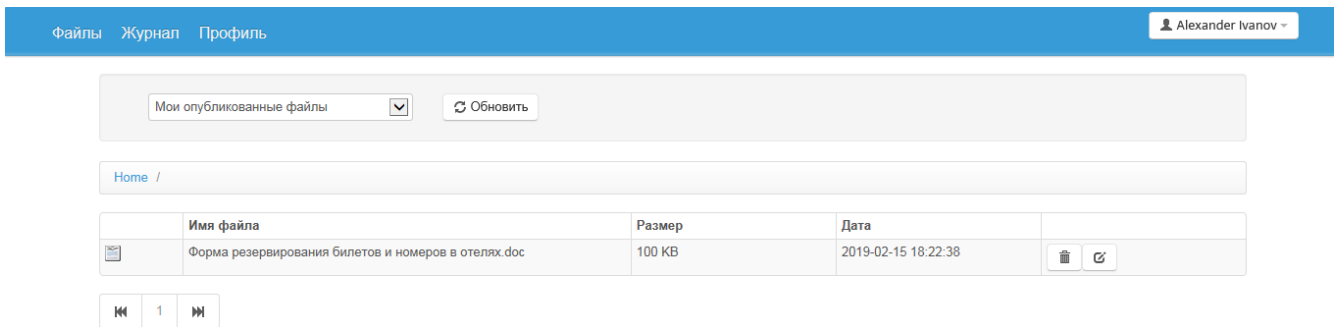 Файлы Журнал Профиль Alexander Ivanov
Мои опубликованные файлы Обновить
Home /
Имя файла Размер Дата
Форма резервирования билетов и номеров в отелях.doc 100 KB 2019-02-15 18:22:38
1